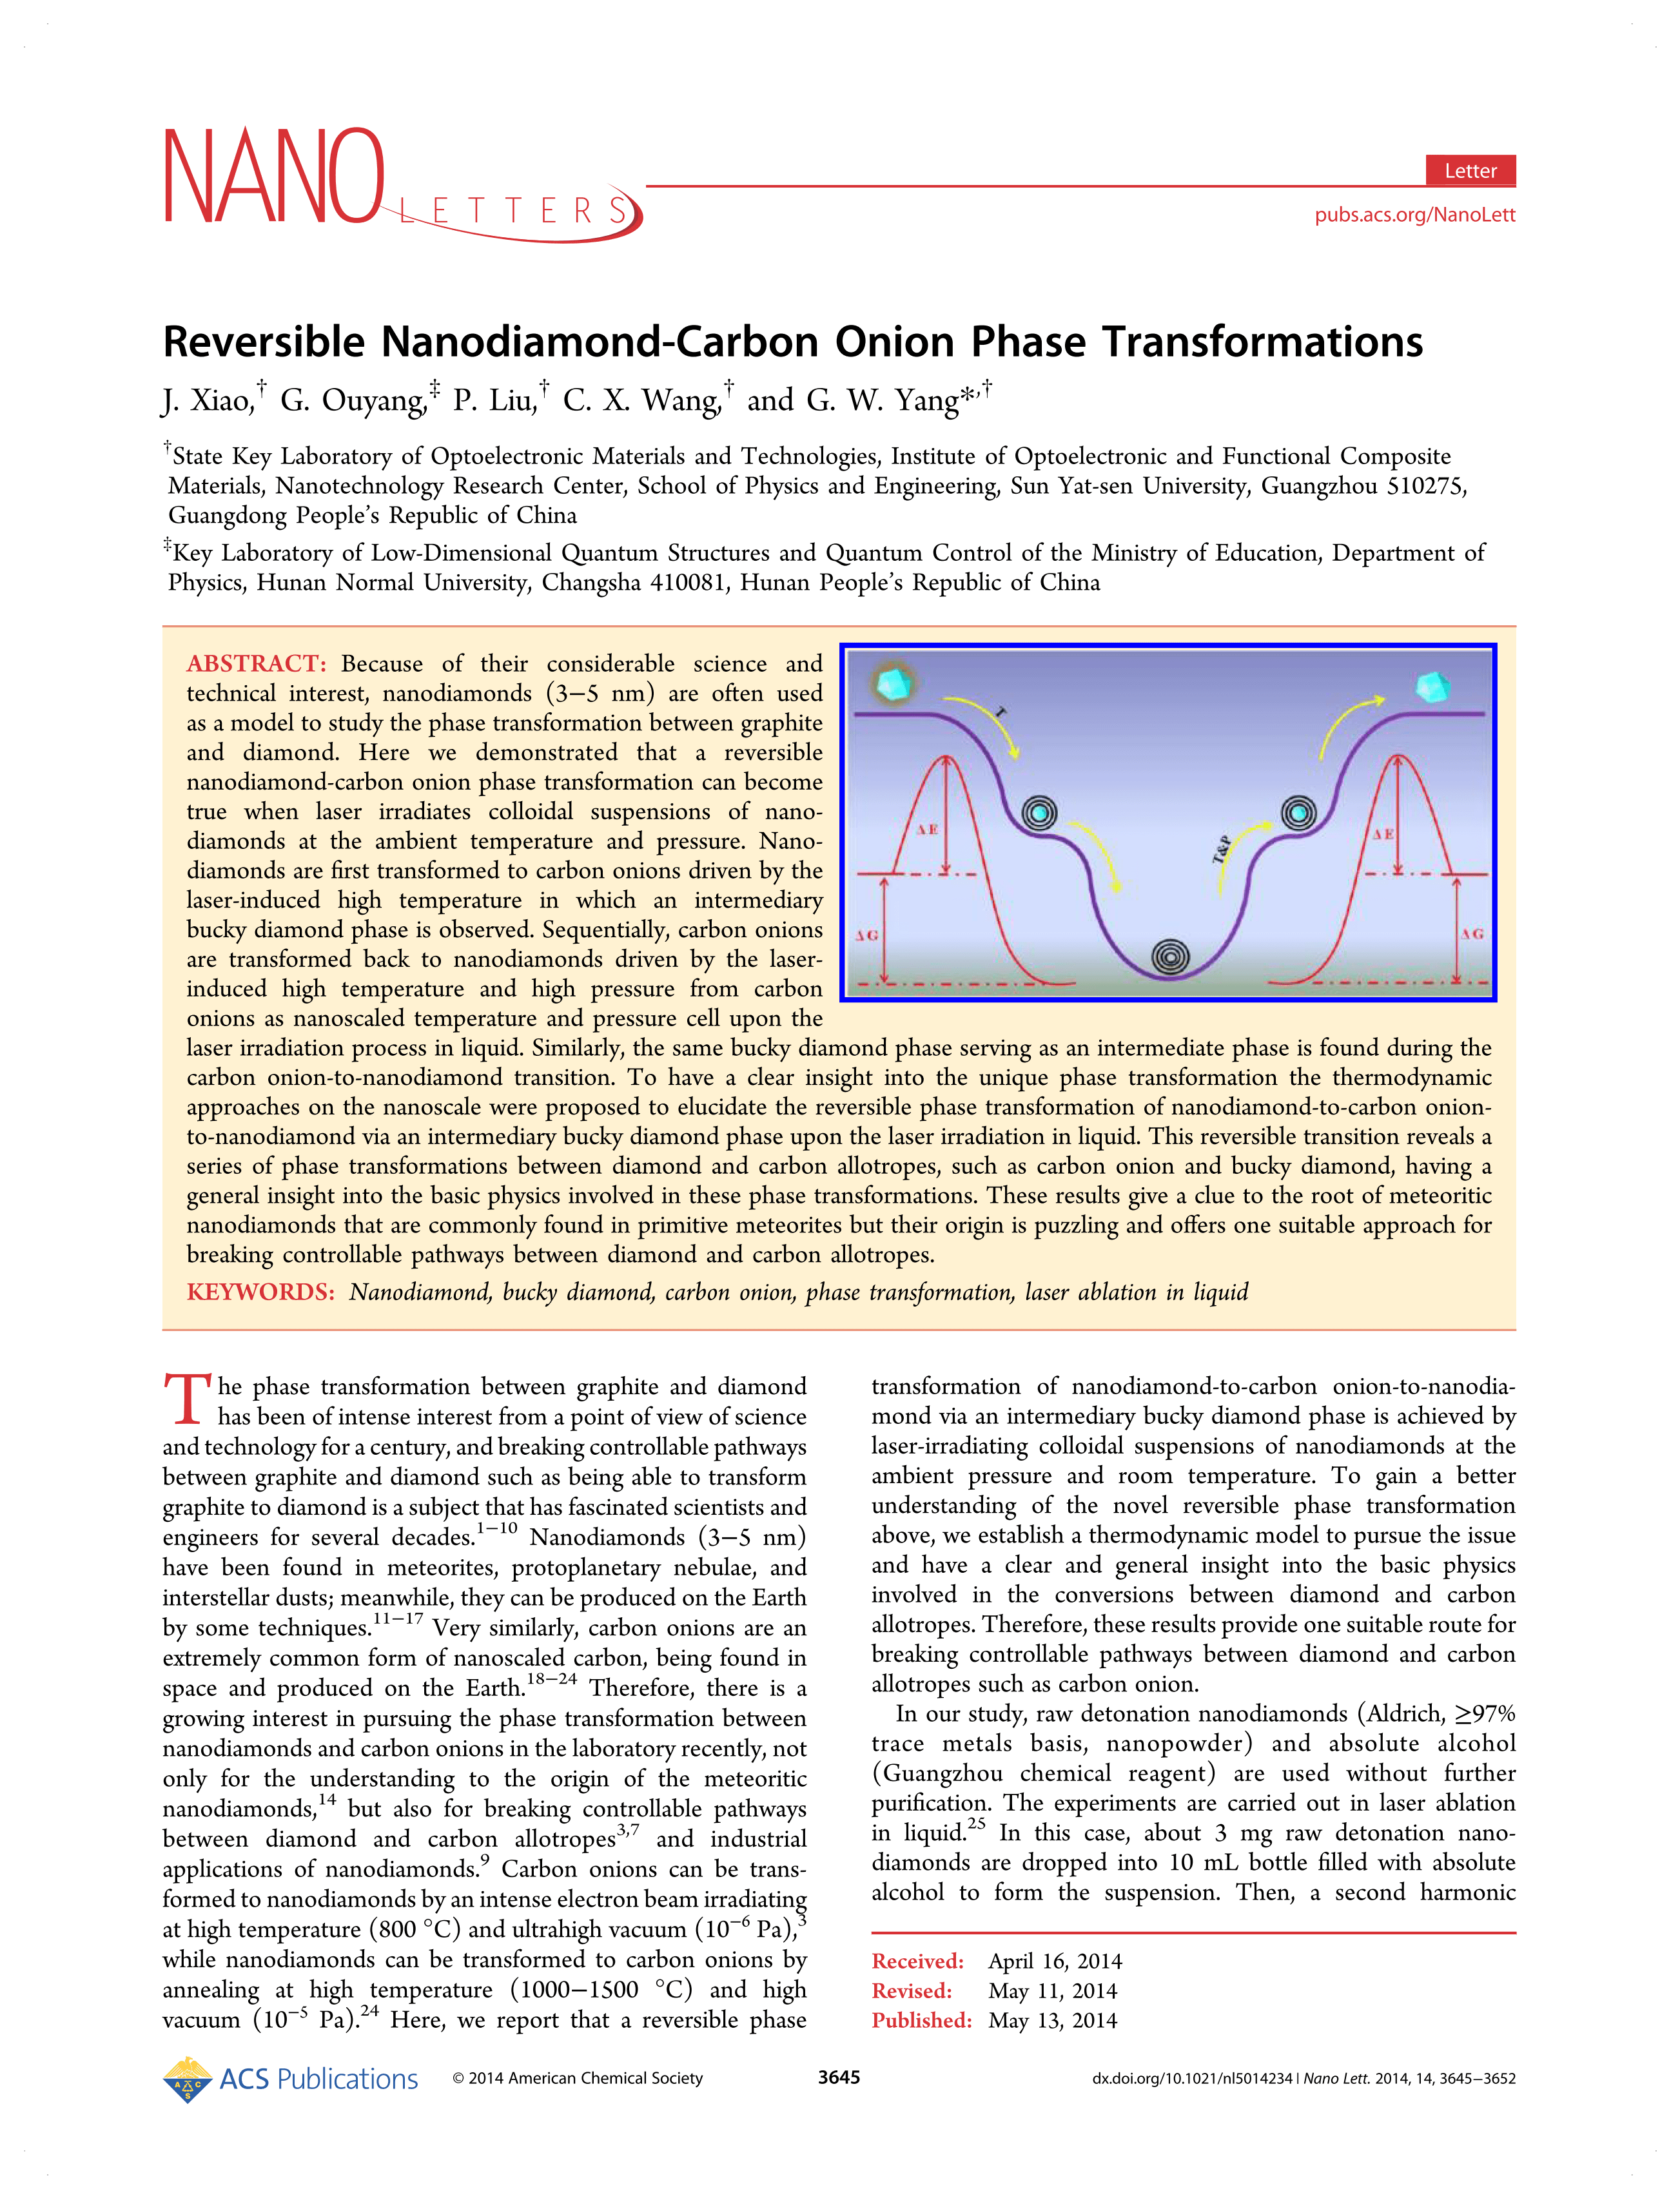 NANO LETTERS
Letter
pubs.acs.org/NanoLett
Reversible Nanodiamond-Carbon Onion Phase Transformations
J. Xiao,† G. Ouyang,‡ P. Liu,† C. X. Wang,† and G. W. Yang*,†
†State Key Laboratory of Optoelectronic Materials and Technologies, Institute of Optoelectronic and Functional Composite
Materials, Nanotechnology Research Center, School of Physics and Engineering, Sun Yat-sen University, Guangzhou 510275,
Guangdong People's Republic of China
‡Key Laboratory of Low-Dimensional Quantum Structures and Quantum Control of the Ministry of Education, Department of
Physics, Hunan Normal University, Changsha 410081, Hunan People's Republic of China
ABSTRACT: Because of their considerable science and
technical interest, nanodiamonds (3−5 nm) are often used
as a model to study the phase transformation between graphite
and diamond. Here we demonstrated that a reversible
nanodiamond-carbon onion phase transformation can become
true when laser irradiates colloidal suspensions of nano-
diamonds at the ambient temperature and pressure. Nano-
diamonds are first transformed to carbon onions driven by the
laser-induced high temperature in which an intermediary
bucky diamond phase is observed. Sequentially, carbon onions
are transformed back to nanodiamonds driven by the laser-
induced high temperature and high pressure from carbon
onions as nanoscaled temperature and pressure cell upon the
laser irradiation process in liquid. Similarly, the same bucky diamond phase serving as an intermediate phase is found during the
carbon onion-to-nanodiamond transition. To have a clear insight into the unique phase transformation the thermodynamic
approaches on the nanoscale were proposed to elucidate the reversible phase transformation of nanodiamond-to-carbon onion-
to-nanodiamond via an intermediary bucky diamond phase upon the laser irradiation in liquid. This reversible transition reveals a
series of phase transformations between diamond and carbon allotropes, such as carbon onion and bucky diamond, having a
general insight into the basic physics involved in these phase transformations. These results give a clue to the root of meteoritic
nanodiamonds that are commonly found in primitive meteorites but their origin is puzzling and offers one suitable approach for
breaking controllable pathways between diamond and carbon allotropes.
T
ΔE
ΔG
T&P
ΔE
ΔG
KEYWORDS: Nanodiamond, bucky diamond, carbon onion, phase transformation, laser ablation in liquid
The phase transformation between graphite and diamond
has been of intense interest from a point of view of science
and technology for a century, and breaking controllable pathways
between graphite and diamond such as being able to transform
graphite to diamond is a subject that has fascinated scientists and
engineers for several decades.1−10 Nanodiamonds (3−5 nm)
have been found in meteorites, protoplanetary nebulae, and
interstellar dusts; meanwhile, they can be produced on the Earth
by some techniques.11−17 Very similarly, carbon onions are an
extremely common form of nanoscaled carbon, being found in
space and produced on the Earth.18−24 Therefore, there is a
growing interest in pursuing the phase transformation between
nanodiamonds and carbon onions in the laboratory recently, not
only for the understanding to the origin of the meteoritic
nanodiamonds,14 but also for breaking controllable pathways
between diamond and carbon allotropes3,7 and industrial
applications of nanodiamonds.9 Carbon onions can be trans-
formed to nanodiamonds by an intense electron beam irradiating
at high temperature (800 °C) and ultrahigh vacuum (10−6 Pa),3
while nanodiamonds can be transformed to carbon onions by
annealing at high temperature (1000−1500 °C) and high
vacuum (10−5 Pa).24 Here, we report that a reversible phase
transformation of nanodiamond-to-carbon onion-to-nanodia-
mond via an intermediary bucky diamond phase is achieved by
laser-irradiating colloidal suspensions of nanodiamonds at the
ambient pressure and room temperature. To gain a better
understanding of the novel reversible phase transformation
above, we establish a thermodynamic model to pursue the issue
and have a clear and general insight into the basic physics
involved in the conversions between diamond and carbon
allotropes. Therefore, these results provide one suitable route for
breaking controllable pathways between diamond and carbon
allotropes such as carbon onion.
In our study, raw detonation nanodiamonds (Aldrich, ≥97%
trace metals basis, nanopowder) and absolute alcohol
(Guangzhou chemical reagent) are used without further
purification. The experiments are carried out in laser ablation
in liquid.25 In this case, about 3 mg raw detonation nano-
diamonds are dropped into 10 mL bottle filled with absolute
alcohol to form the suspension. Then, a second harmonic
Received: April 16, 2014
Revised: May 11, 2014
Published: May 13, 2014
ACS Publications
© 2014 American Chemical Society
3645
dx.doi.org/10.1021/nl5014234 | Nano Lett. 2014, 14, 3645−3652